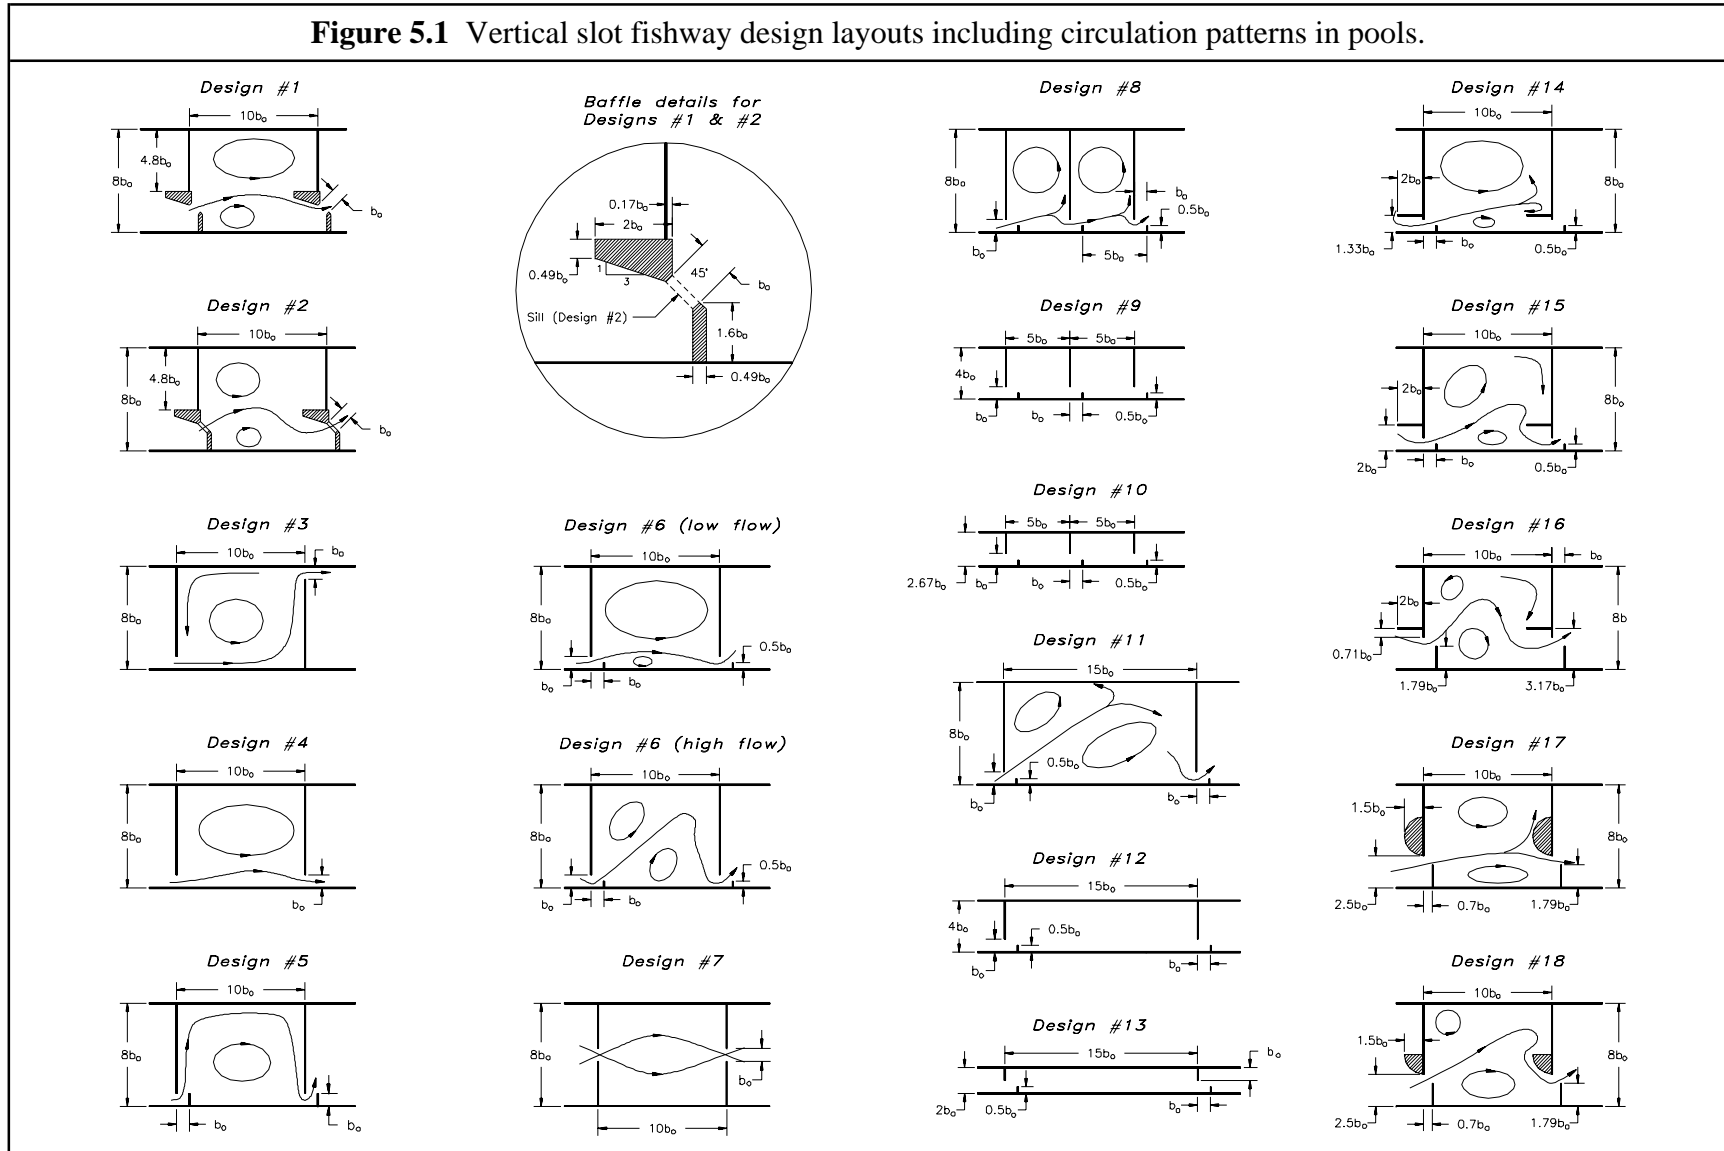 Figure 5.1 Vertical slot fishway design layouts including circulation patterns in pools.
Design #1
10b₀
4.8b₀
8b₀
b₀
Design #2
10b₀
4.8b₀
8b₀
b₀
Design #3
10b₀
b₀
8b₀
Design #4
10b₀
8b₀
b₀
Design #5
10b₀
8b₀
b₀
b₀
Baffle details for
Designs #1 & #2
0.17b₀
2b₀
0.49b₀
1
3
45°
b₀
Sill (Design #2)
1.6b₀
0.49b₀
Design #6 (low flow)
10b₀
8b₀
0.5b₀
b₀
b₀
Design #6 (high flow)
10b₀
8b₀
0.5b₀
b₀
b₀
Design #7
8b₀
b₀
10b₀
Design #8
8b₀
b₀
0.5b₀
b₀
5b₀
Design #9
5b₀
5b₀
4b₀
b₀
b₀
0.5b₀
Design #10
5b₀
5b₀
2.67b₀
b₀
b₀
0.5b₀
Design #11
15b₀
8b₀
0.5b₀
b₀
b₀
Design #12
15b₀
4b₀
0.5b₀
b₀
b₀
Design #13
15b₀
b₀
2b₀
0.5b₀
b₀
Design #14
10b₀
2b₀
8b₀
1.33b₀
b₀
0.5b₀
Design #15
10b₀
2b₀
8b₀
2b₀
b₀
0.5b₀
Design #16
10b₀
b₀
2b₀
8b
0.71b₀
1.79b₀
3.17b₀
Design #17
10b₀
1.5b₀
8b₀
2.5b₀
0.7b₀
1.79b₀
Design #18
10b₀
1.5b₀
8b₀
2.5b₀
0.7b₀
1.79b₀